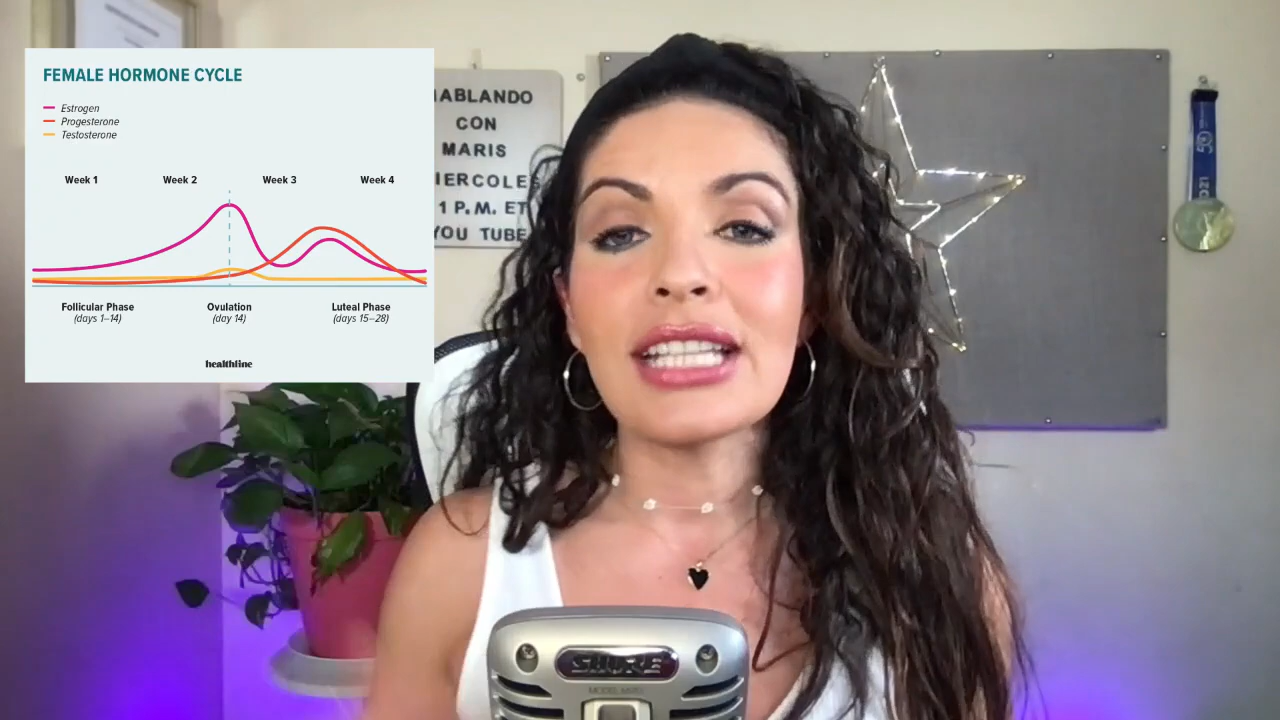 FEMALE HORMONE CYCLE
Estrogen
Progesterone
Testosterone
Week 1 Week 2 Week 3 Week 4
Follicular Phase
(days 1–14)
Ovulation
(day 14)
Luteal Phase
(days 15–28)
healthline
HABLANDO
CON
MARIS
MIERCOLES
1 P.M. ET
YOU TUBE
SHURE